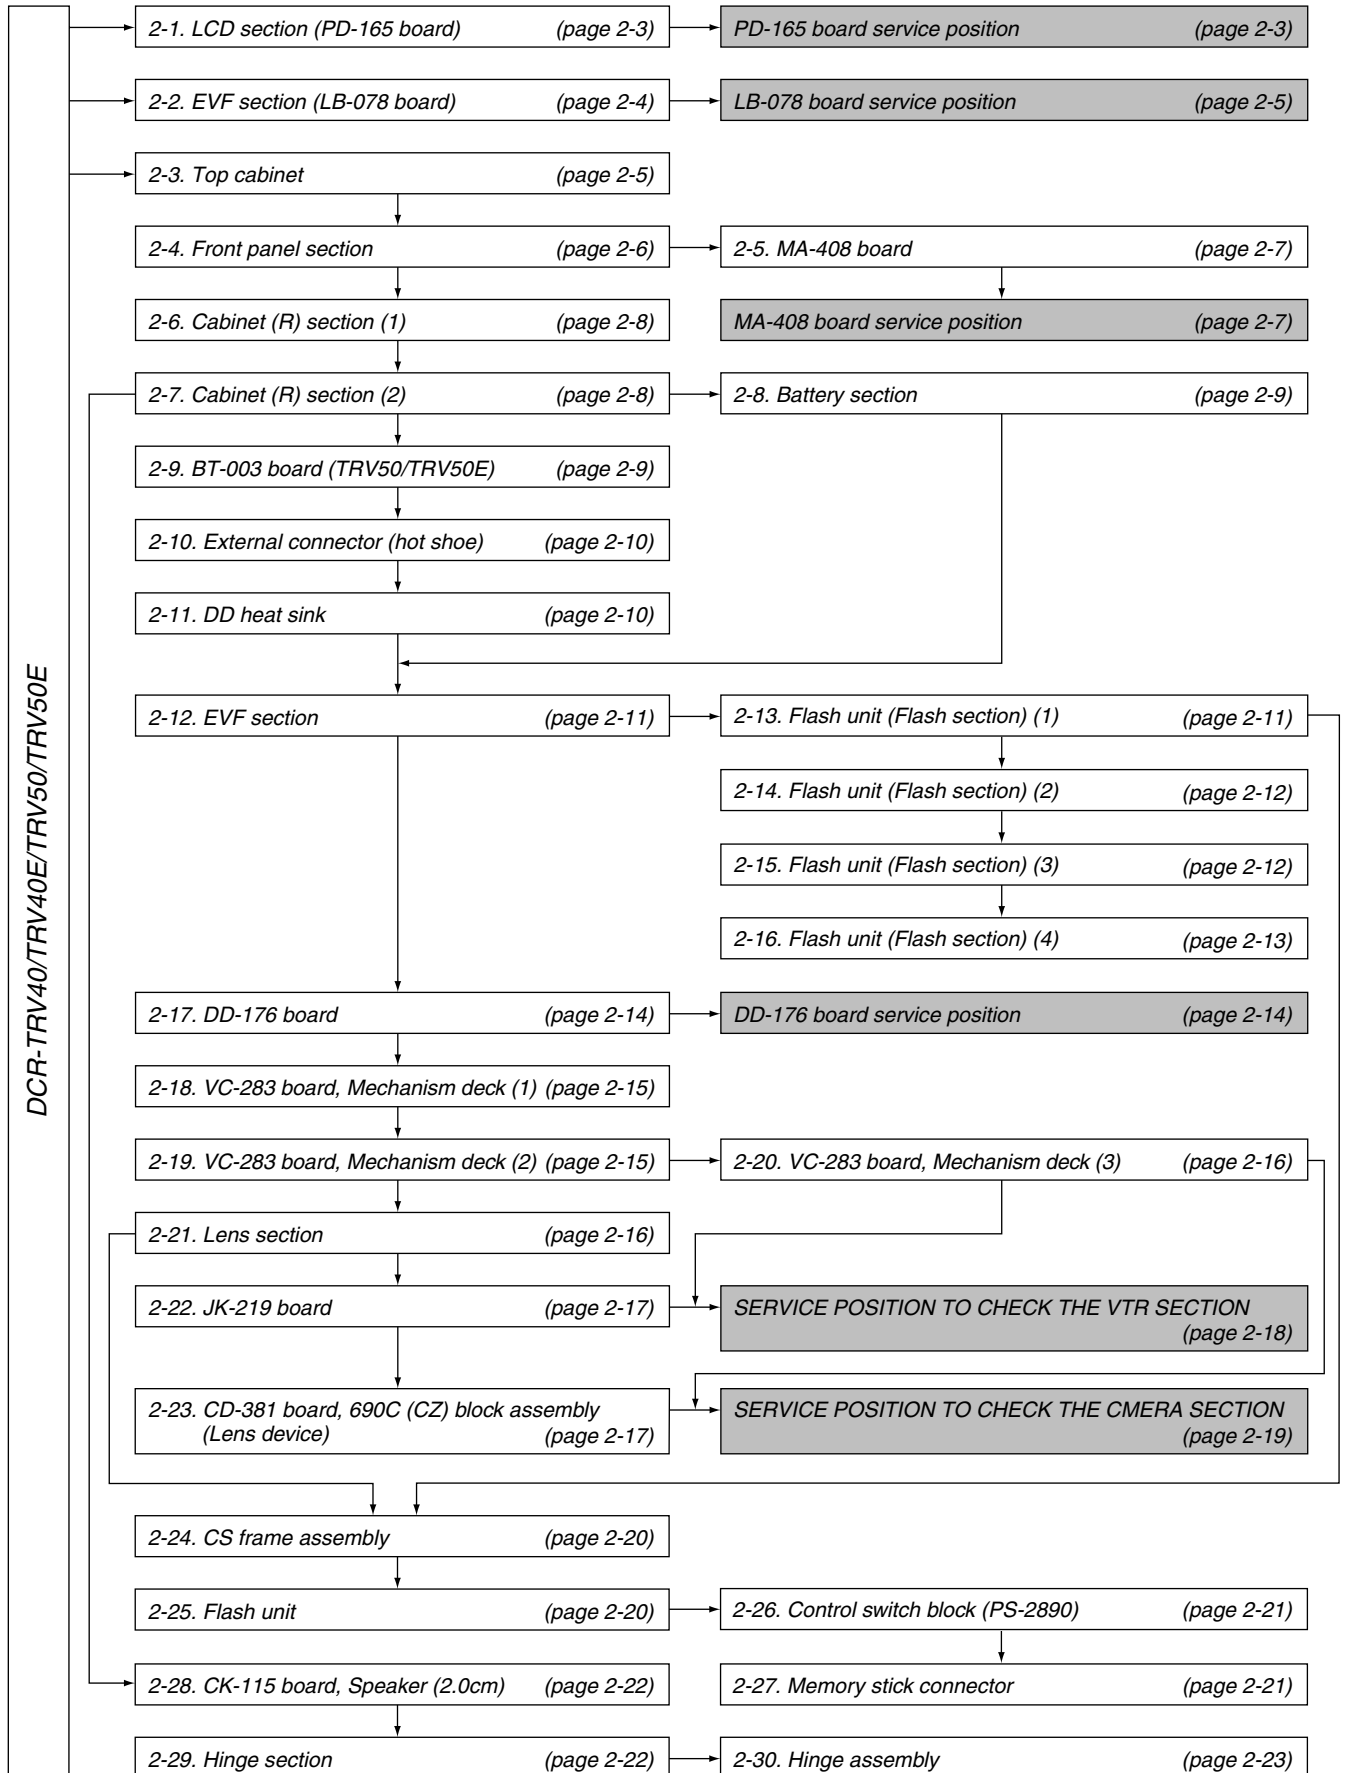 DCR-TRV40/TRV40E/TRV50/TRV50E
2-1. LCD section (PD-165 board) (page 2-3)
PD-165 board service position (page 2-3)
2-2. EVF section (LB-078 board) (page 2-4)
LB-078 board service position (page 2-5)
2-3. Top cabinet (page 2-5)
2-4. Front panel section (page 2-6)
2-5. MA-408 board (page 2-7)
2-6. Cabinet (R) section (1) (page 2-8)
MA-408 board service position (page 2-7)
2-7. Cabinet (R) section (2) (page 2-8)
2-8. Battery section (page 2-9)
2-9. BT-003 board (TRV50/TRV50E) (page 2-9)
2-10. External connector (hot shoe) (page 2-10)
2-11. DD heat sink (page 2-10)
2-12. EVF section (page 2-11)
2-13. Flash unit (Flash section) (1) (page 2-11)
2-14. Flash unit (Flash section) (2) (page 2-12)
2-15. Flash unit (Flash section) (3) (page 2-12)
2-16. Flash unit (Flash section) (4) (page 2-13)
2-17. DD-176 board (page 2-14)
DD-176 board service position (page 2-14)
2-18. VC-283 board, Mechanism deck (1) (page 2-15)
2-19. VC-283 board, Mechanism deck (2) (page 2-15)
2-20. VC-283 board, Mechanism deck (3) (page 2-16)
2-21. Lens section (page 2-16)
2-22. JK-219 board (page 2-17)
SERVICE POSITION TO CHECK THE VTR SECTION
(page 2-18)
2-23. CD-381 board, 690C (CZ) block assembly
(Lens device) (page 2-17)
SERVICE POSITION TO CHECK THE CMERA SECTION
(page 2-19)
2-24. CS frame assembly (page 2-20)
2-25. Flash unit (page 2-20)
2-26. Control switch block (PS-2890) (page 2-21)
2-28. CK-115 board, Speaker (2.0cm) (page 2-22)
2-27. Memory stick connector (page 2-21)
2-29. Hinge section (page 2-22)
2-30. Hinge assembly (page 2-23)